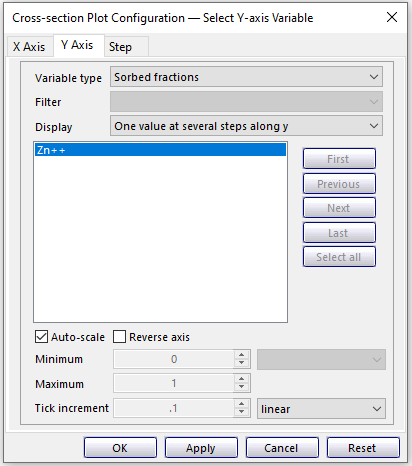 Cross-section Plot Configuration — Select Y-axis Variable
X Axis Y Axis Step
Variable type Sorbed fractions
Filter
Display One value at several steps along y
Zn++
First
Previous
Next
Last
Select all
Auto-scale Reverse axis
Minimum 0
Maximum 1
Tick increment .1 linear
OK Apply Cancel Reset